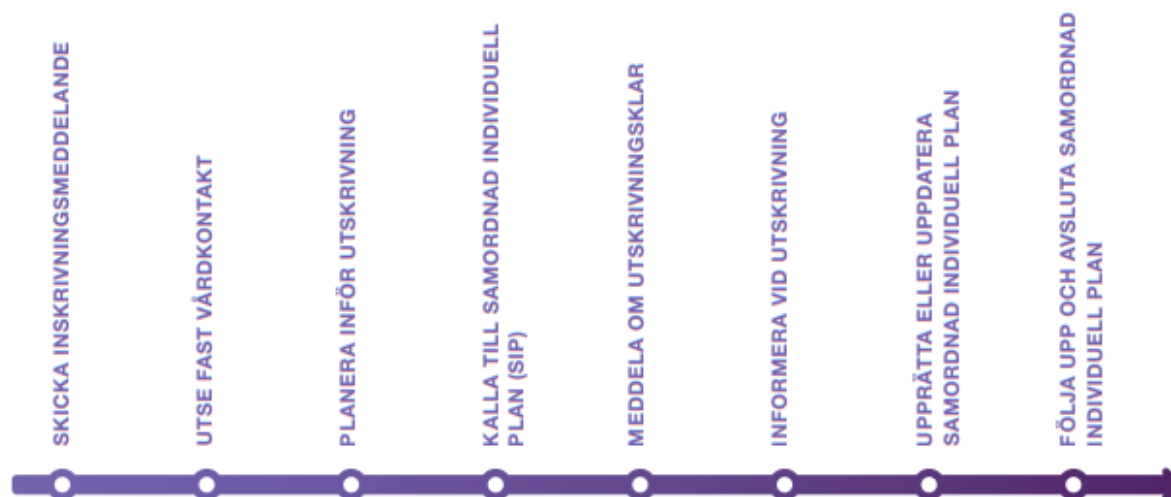 SKICKA INSKRIVNINGSMEDDELANDE
UTSE FAST VÅRDKONTAKT
PLANERA INFÖR UTSKRIVNING
KALLA TILL SAMORDNAD INDIVIDUELL
PLAN (SIP)
MEDDELA OM UTSKRIVNINGSKLAR
INFORMERA VID UTSKRIVNING
UPPRÄTTA ELLER UPPDATERA
SAMORDNAD INDIVIDUELL PLAN
FÖLJA UPP OCH AVSLUTA SAMORDNAD
INDIVIDUELL PLAN